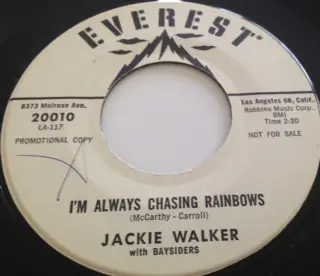 EVEREST
8373 Melrose Ave.
20010
LA-117
PROMOTIONAL COPY
Los Angeles 46, Calif.
Robbins Music Corp.
BMI
Time 2:20
NOT FOR SALE
I'M ALWAYS CHASING RAINBOWS
(McCarthy - Carroll)
JACKIE WALKER
with BAYSIDERS